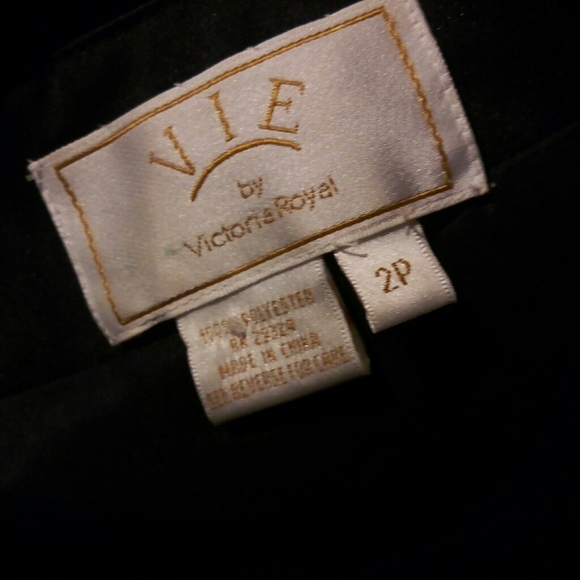 VIE
by
Victoria Royal
2P
100% POLYESTER
RN 22324
MADE IN CHINA
SEE REVERSE FOR CARE